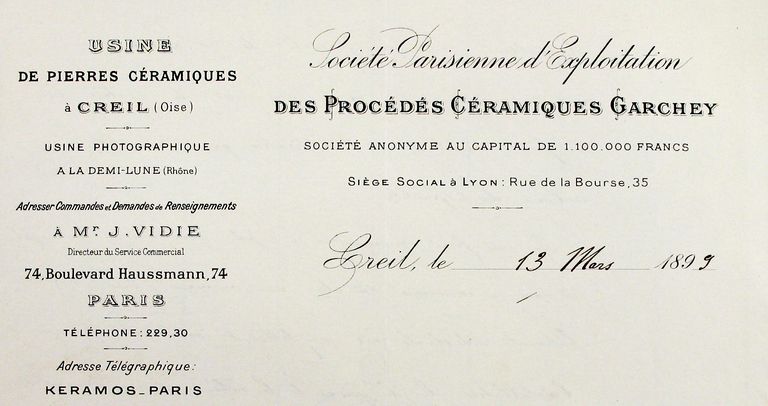 USINE
DE PIERRES CÉRAMIQUES
à CREIL (Oise)
USINE PHOTOGRAPHIQUE
A LA DEMI-LUNE (Rhône)
Adresser Commandes et Demandes de Renseignements
À MR J. VIDIE
Directeur du Service Commercial
74, Boulevard Haussmann, 74
PARIS
TÉLÉPHONE: 229,30
Adresse Télégraphique:
KERAMOS-PARIS
Société Parisienne d'Exploitation
DES PROCÉDÉS CÉRAMIQUES GARCHEY
SOCIÉTÉ ANONYME AU CAPITAL DE 1.100.000 FRANCS
SIÈGE SOCIAL à LYON: Rue de la Bourse, 35
Creil, le 13 Mars 1899